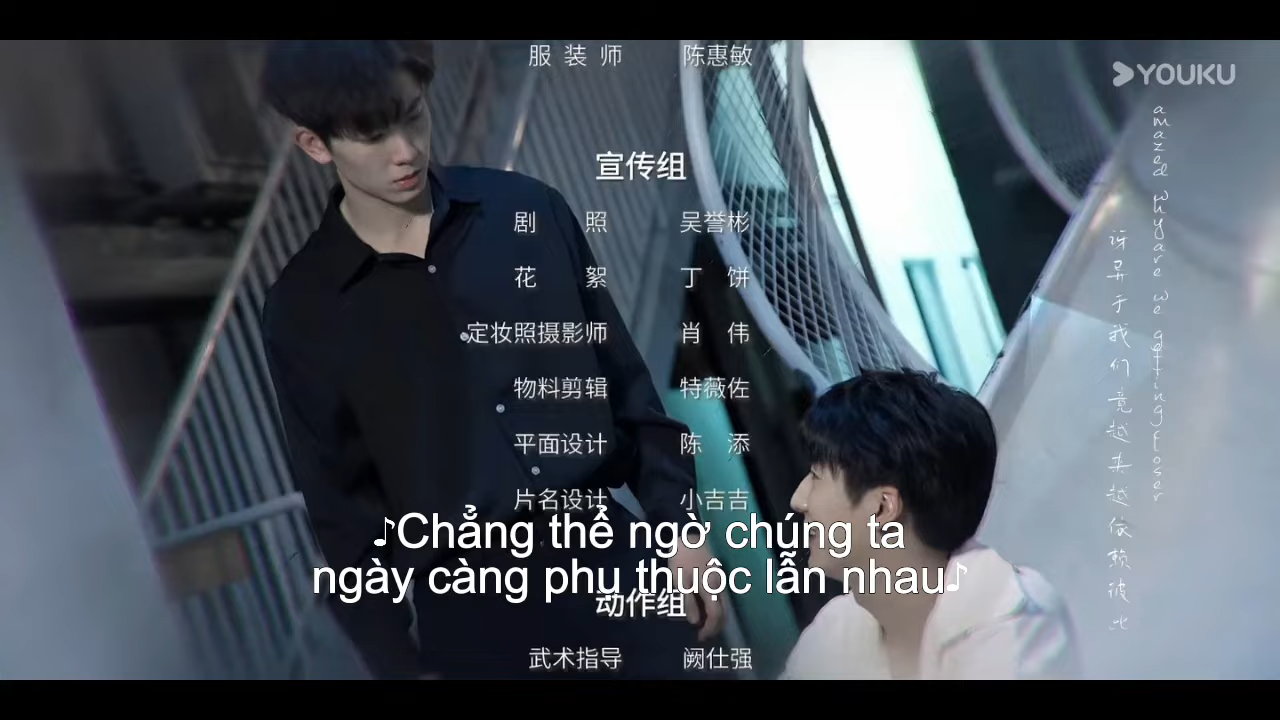 服装师 陈惠敏
YOUKU
宣传组
剧照 吴誉彬
花絮 丁饼
定妆照摄影师 肖伟
物料剪辑 特薇佐
平面设计 陈添
片名设计 小吉吉
♪Chẳng thể ngờ chúng ta
ngày càng phụ thuộc lẫn nhau♪
动作组
武术指导 阙仕强
amazed why are we getting closer
讶异于我们竟越来越依赖彼此